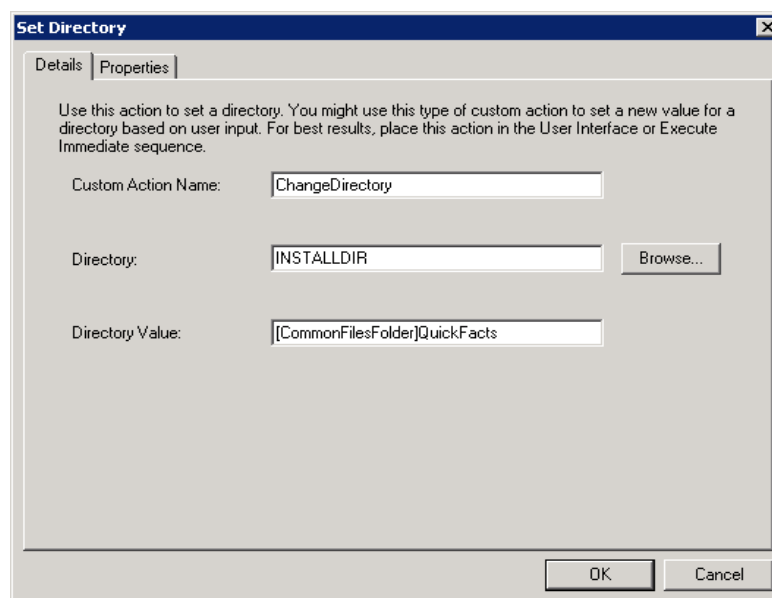 Set Directory
Details
Properties
Use this action to set a directory. You might use this type of custom action to set a new value for a
directory based on user input. For best results, place this action in the User Interface or Execute
Immediate sequence.
Custom Action Name:
ChangeDirectory
Directory:
INSTALLDIR
Browse...
Directory Value:
[CommonFilesFolder]QuickFacts
OK
Cancel